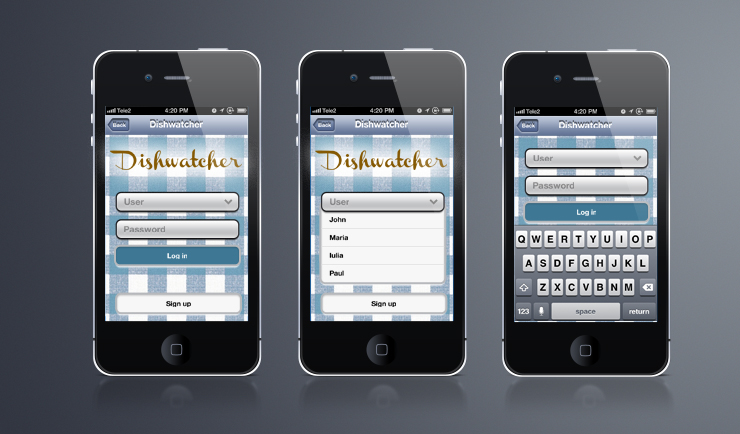 Tele2 4:20 PM
Back Dishwatcher
Dishwatcher
User
Password
Log in
Sign up
Tele2 4:20 PM
Back Dishwatcher
Dishwatcher
User
John
Maria
Iulia
Paul
Sign up
Tele2 4:20 PM
Back Dishwatcher
User
Password
Log in
Q W E R T Y U I O P
A S D F G H J K L
Z X C V B N M
123 space return